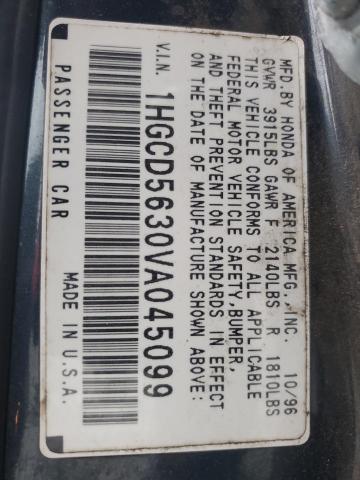 MFD.BY HONDA OF AMERICA MFG., INC. 10/96
GVWR 3915LBS GAWR F 2140LBS R 1810LBS
THIS VEHICLE CONFORMS TO ALL APPLICABLE
FEDERAL MOTOR VEHICLE SAFETY,BUMPER,
AND THEFT PREVENTION STANDARDS IN EFFECT
ON THE DATE OF MANUFACTURE SHOWN ABOVE:
V.I.N. 1HGCD5630VA045099
PASSENGER CAR MADE IN U.S.A.